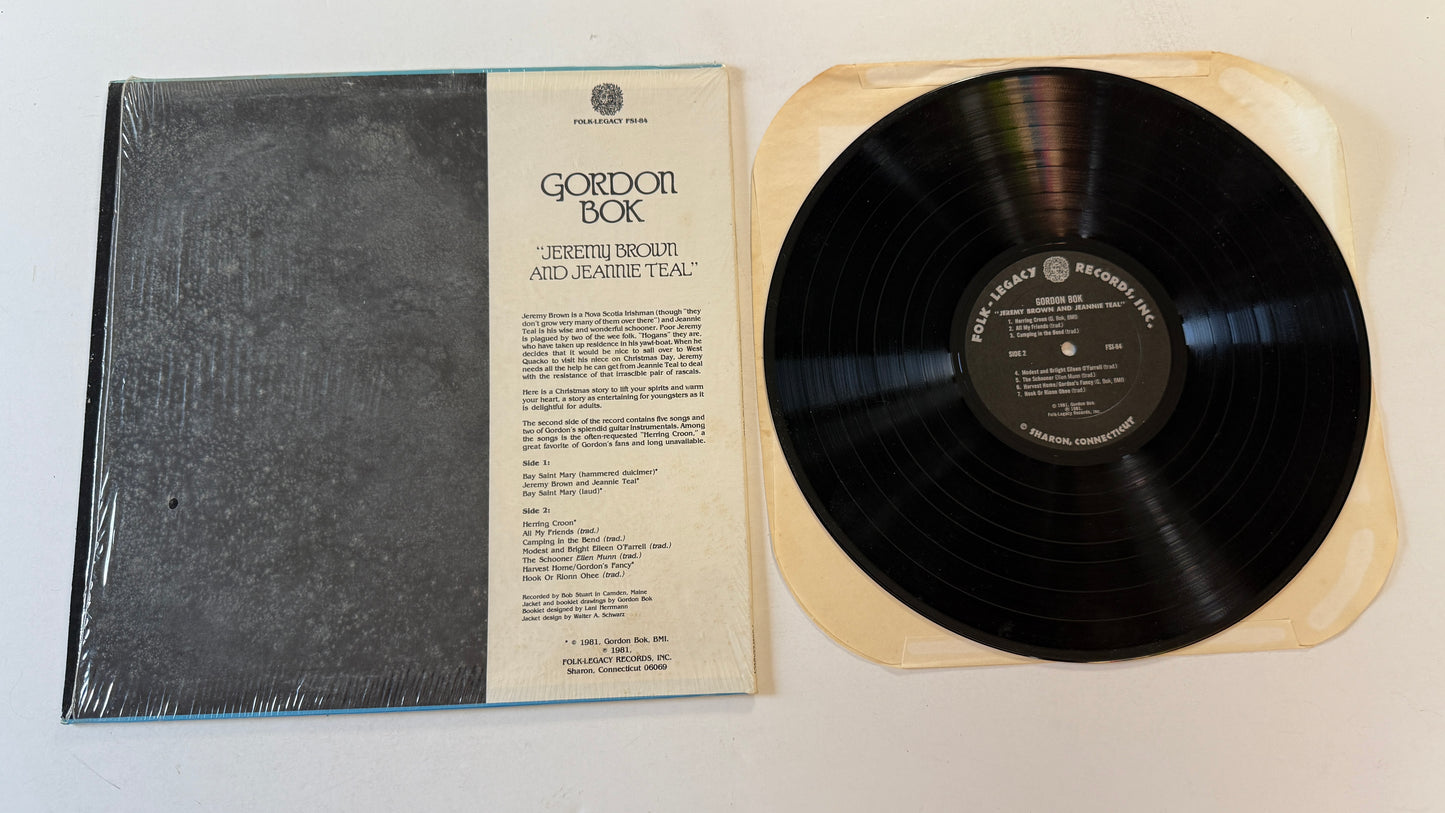 FOLK-LEGACY FSI-84
GORDON
BOK
"JEREMY BROWN
AND JEANNIE TEAL"
Jeremy Brown is a Nova Scotia Irishman (though "they
don't grow very many of them over there") and Jeannie
Teal is his wise and wonderful schooner. Poor Jeremy
is plagued by two of the wee folk, "Hogans" they are,
who have taken up residence in his yawl-boat. When he
decides that it would be nice to sail over to West
Quacko to visit his niece on Christmas Day, Jeremy
needs all the help he can get from Jeannie Teal to deal
with the resistance of that irrascible pair of rascals.
Here is a Christmas story to lift your spirits and warm
your heart, a story as entertaining for youngsters as it
is delightful for adults.
The second side of the record contains five songs and
two of Gordon's splendid guitar instrumentals. Among
the songs is the often-requested "Herring Croon," a
great favorite of Gordon's fans and long unavailable.
Side 1:
Bay Saint Mary (hammered dulcimer)*
Jeremy Brown and Jeannie Teal*
Bay Saint Mary (laud)*
Side 2:
Herring Croon*
All My Friends (trad.)
Camping in the Bend (trad.)
Modest and Bright Eileen O'Farrell (trad.)
The Schooner Ellen Munn (trad.)
Harvest Home/Gordon's Fancy*
Hook Or Rionn Ohee (trad.)
Recorded by Bob Stuart in Camden, Maine
Jacket and booklet drawings by Gordon Bok
Booklet designed by Lani Herrmann
Jacket design by Walter A. Schwarz
* © 1981, Gordon Bok, BMI.
℗ 1981,
FOLK-LEGACY RECORDS, INC.
Sharon, Connecticut 06069
FOLK-LEGACY RECORDS, INC.
GORDON BOK
"JEREMY BROWN AND JEANNIE TEAL"
1. Herring Croon (G. Bok, BMI)
2. All My Friends (trad.)
3. Camping in the Bend (trad.)
SIDE 2 FSI-84
4. Modest and Bright Eileen O'Farrell (trad.)
5. The Schooner Ellen Munn (trad.)
6. Harvest Home/Gordon's Fancy (G. Bok, BMI)
7. Hook Or Rionn Ohee (trad.)
© 1981, Gordon Bok
℗ 1981,
Folk-Legacy Records, Inc.
© SHARON, CONNECTICUT